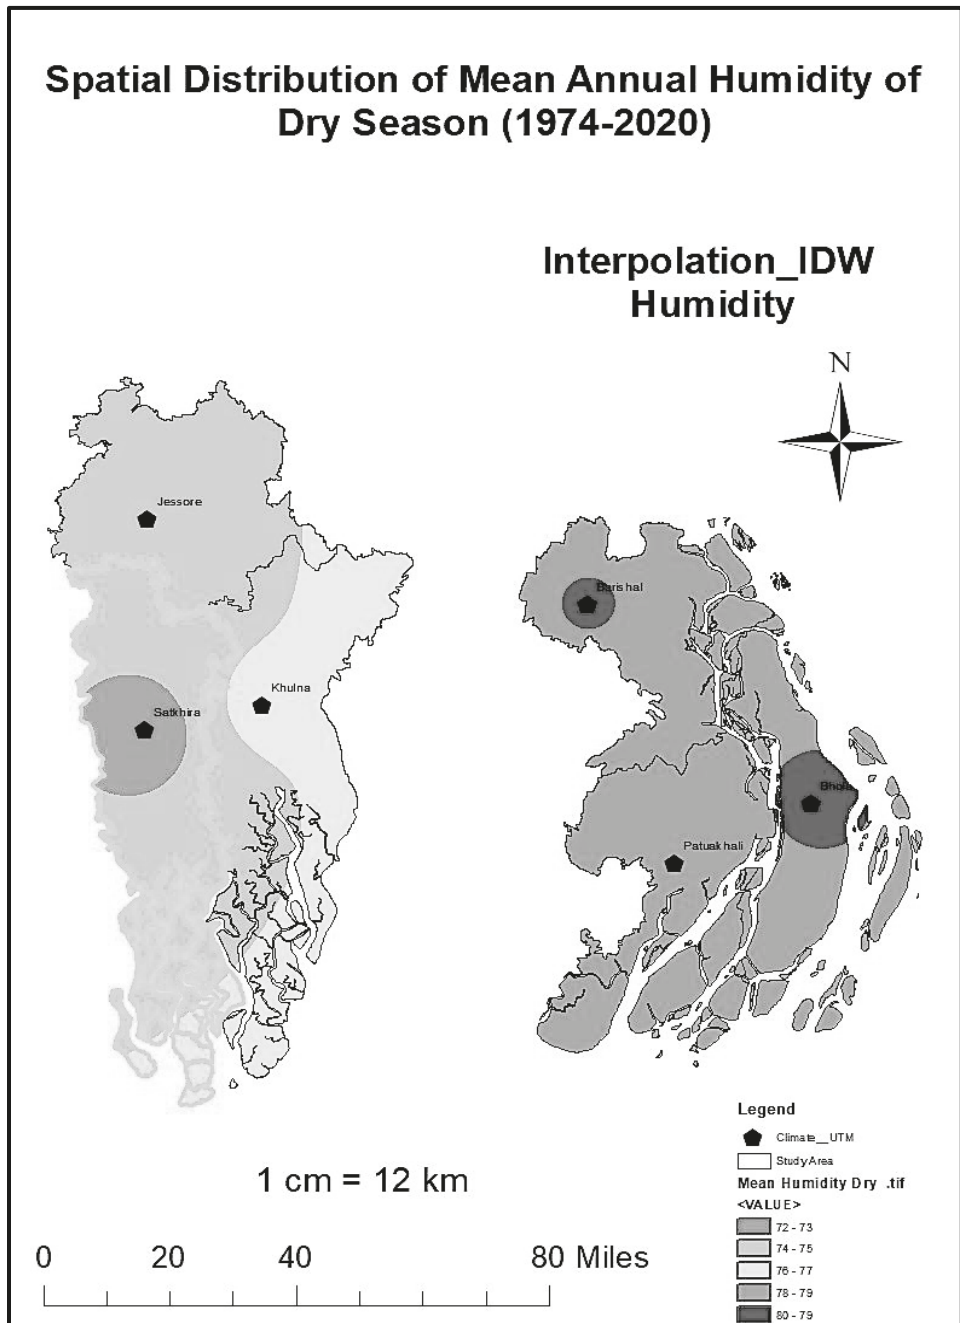 Spatial Distribution of Mean Annual Humidity of
Dry Season (1974-2020)
Interpolation_IDW
Humidity
N
Jessore
Barishal
Khulna
Satkhira
Bhola
Patuakhali
Legend
Climate__UTM
Study Area
Mean Humidity Dry .tif
<VALUE>
72 - 73
74 - 75
76 - 77
78 - 79
80 - 79
1 cm = 12 km
0 20 40 80 Miles